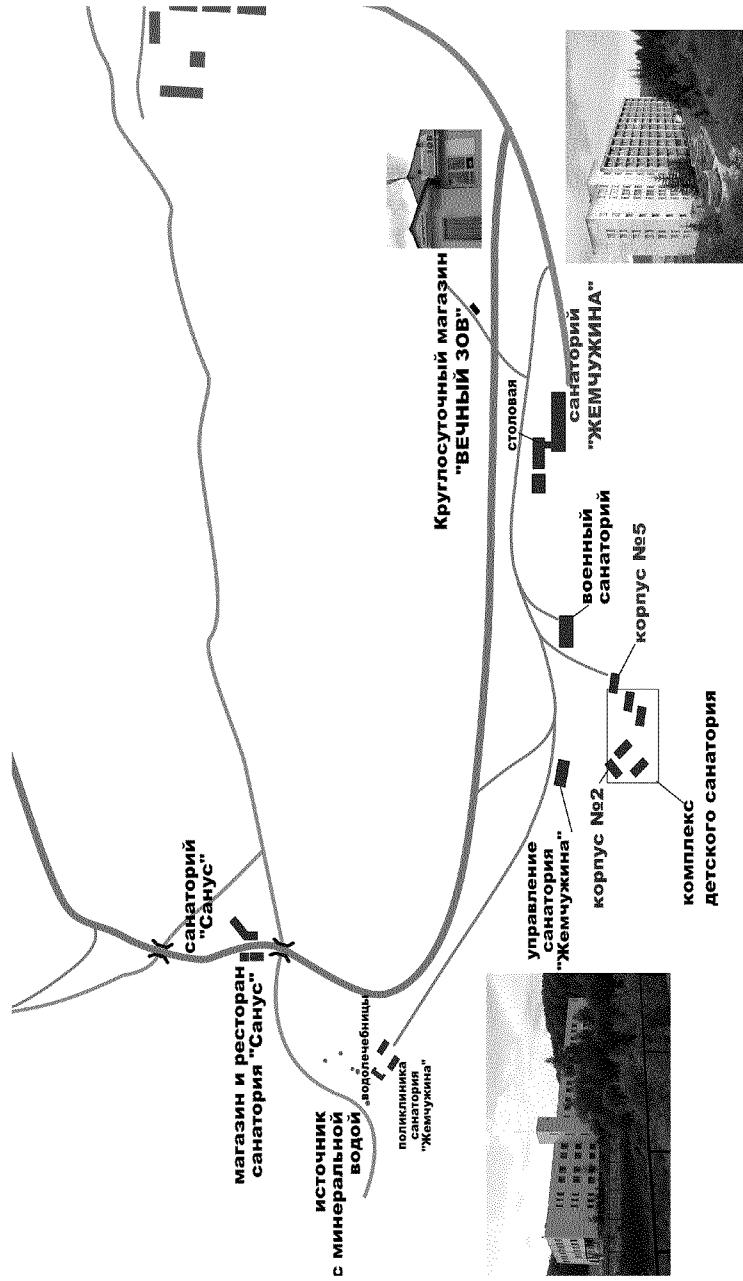 санаторий
"Санус"
магазин и ресторан
санатория "Санус"
источник
с минеральной
водой
водолечебницы
поликлиника
санатория
"Жемчужина"
Круглосуточный магазин
"ВЕЧНЫЙ ЗОВ"
столовая
санаторий
"ЖЕМЧУЖИНА"
военный
санаторий
корпус №5
управление
санатория
"Жемчужина"
корпус №2
комплекс
детского санатория